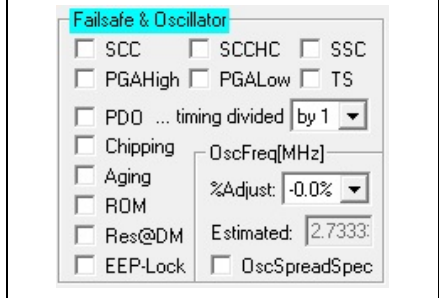 Failsafe & Oscillator
SCC SCCHC SSC
PGAHigh PGALow TS
PDO ... timing divided by 1
Chipping
OscFreq[MHz]
Aging
%Adjust: -0.0%
ROM
Res@DM
Estimated: 2.7333
EEP-Lock
OscSpreadSpec